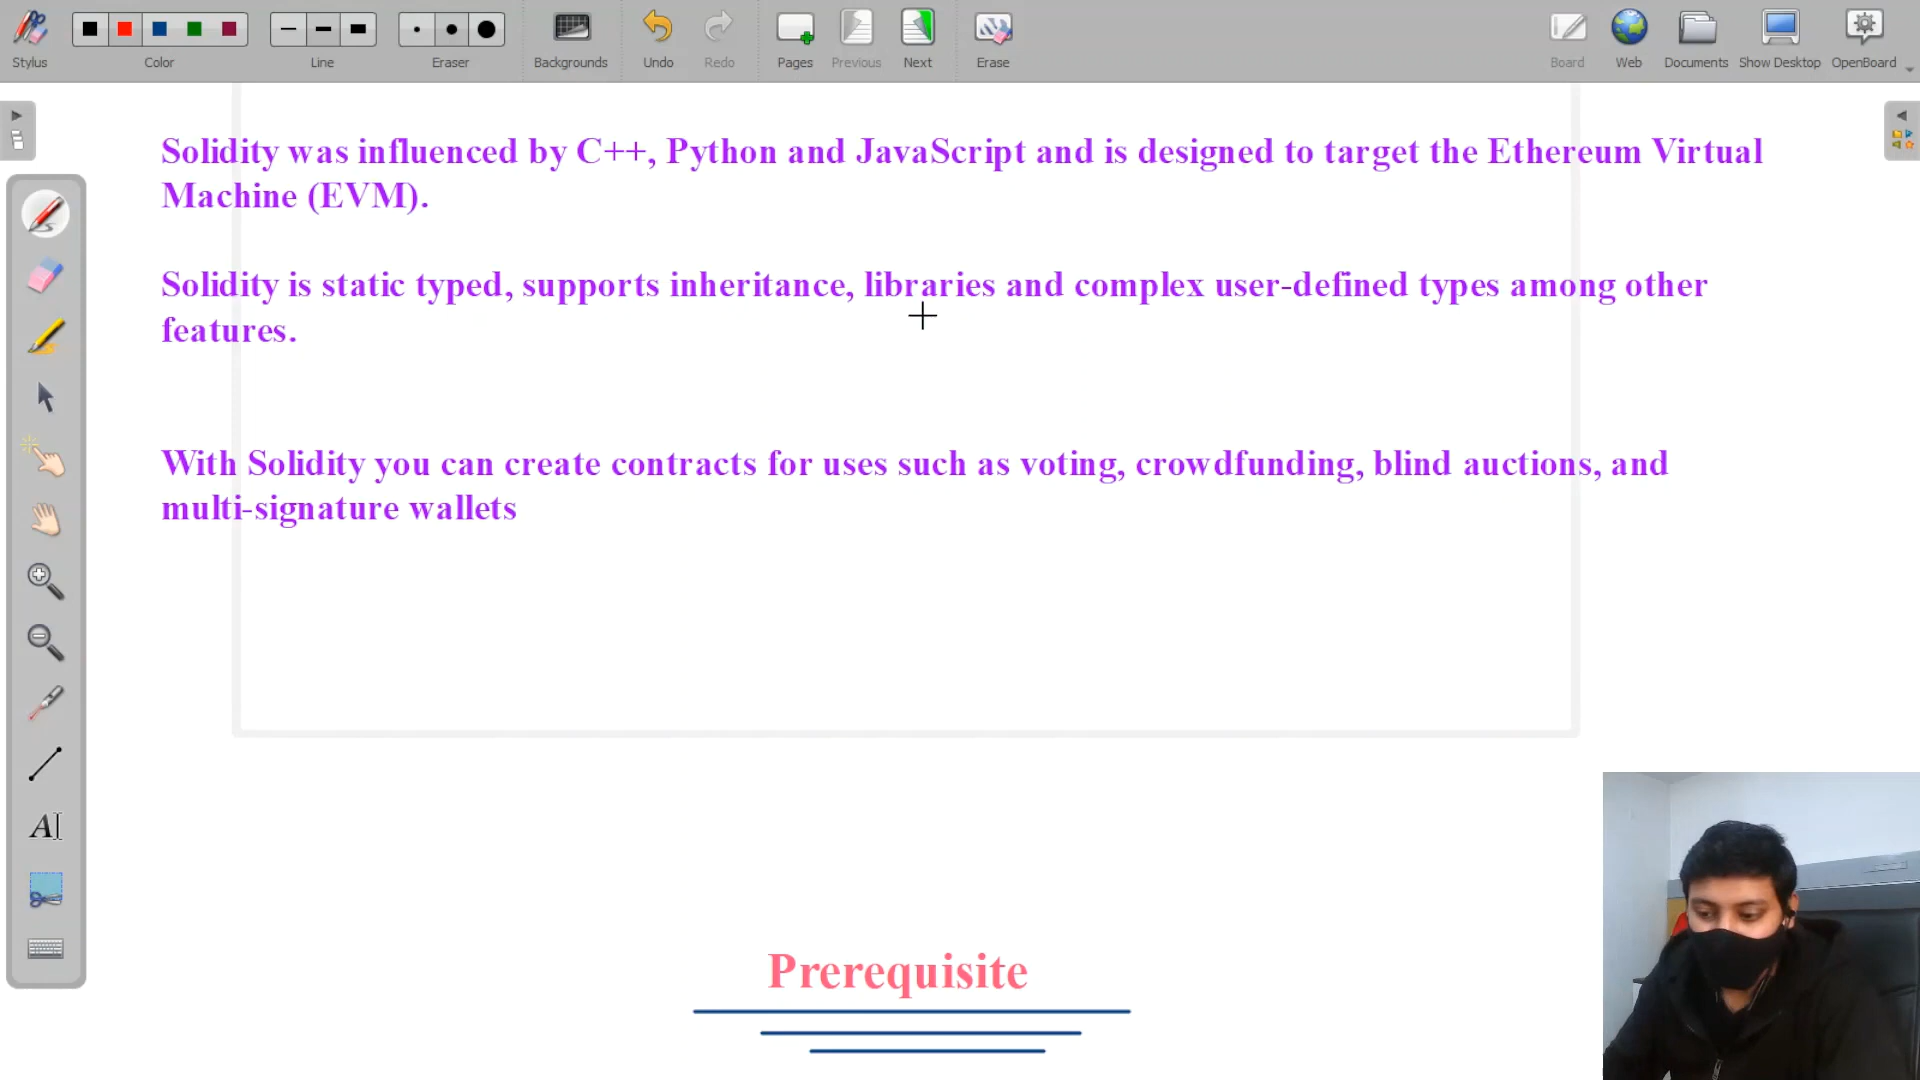 Stylus
Color
Line
Eraser
Backgrounds
Undo
Redo
Pages
Previous
Next
Erase
Board
Web
Documents
Show Desktop
OpenBoard
Solidity was influenced by C++, Python and JavaScript and is designed to target the Ethereum Virtual
Machine (EVM).
Solidity is static typed, supports inheritance, libraries and complex user-defined types among other
features.
With Solidity you can create contracts for uses such as voting, crowdfunding, blind auctions, and
multi-signature wallets
Prerequisite